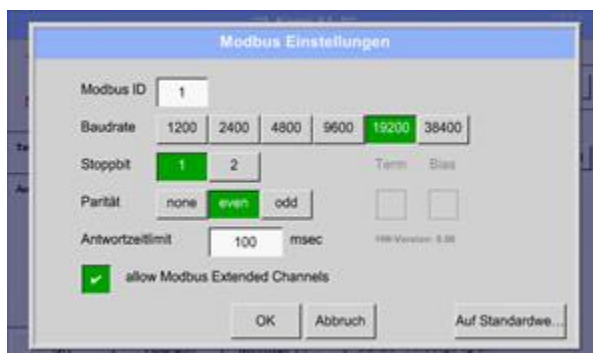 Modbus Einstellungen
Modbus ID 1
Baudrate 1200 2400 4800 9600 19200 38400
Stoppbit 1 2 Term Bias
Parität none even odd
Antwortzeitlimit 100 msec
allow Modbus Extended Channels
OK Abbruch Auf Standardwe...